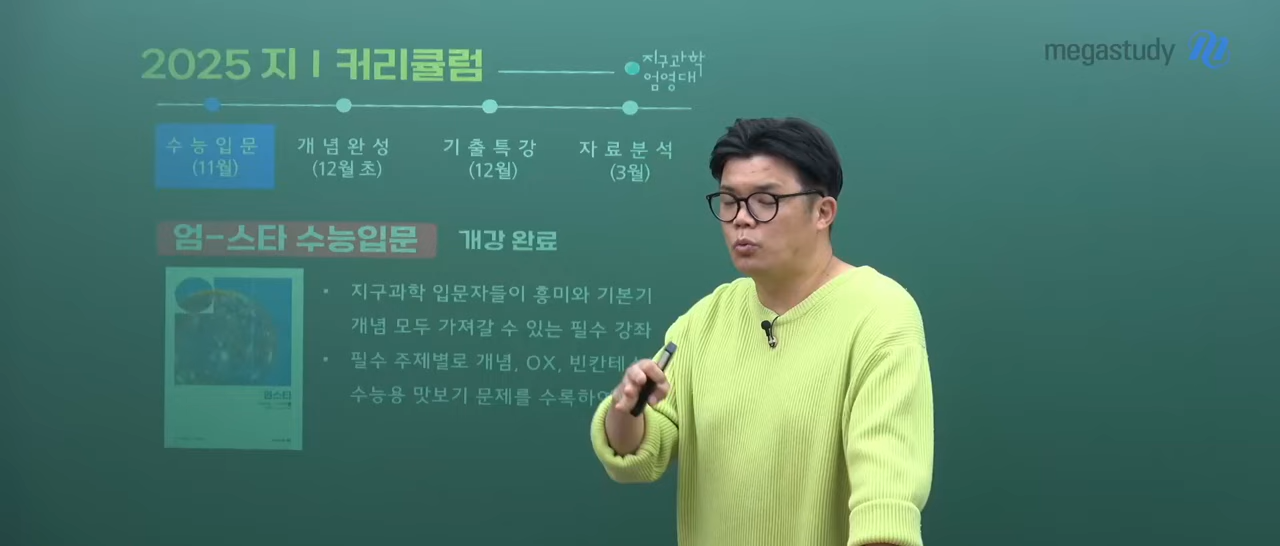 2025 지 I 커리큘럼
지구과학
엄영대
megastudy
수능입문
(11월)
개념완성
(12월 초)
기출특강
(12월)
자료분석
(3월)
엄-스타 수능입문 개강 완료
• 지구과학 입문자들이 흥미와 기본기
개념 모두 가져갈 수 있는 필수 강좌
• 필수 주제별로 개념, OX, 빈칸테
수능용 맛보기 문제를 수록하
엄스타